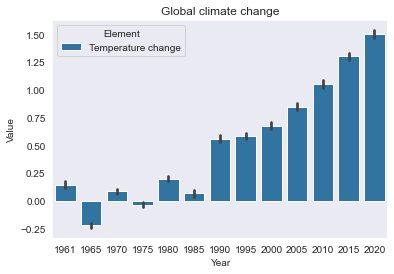 Global climate change
Element
Temperature change
Value
1.50
1.25
1.00
0.75
0.50
0.25
0.00
−0.25
1961 1965 1970 1975 1980 1985 1990 1995 2000 2005 2010 2015 2020
Year